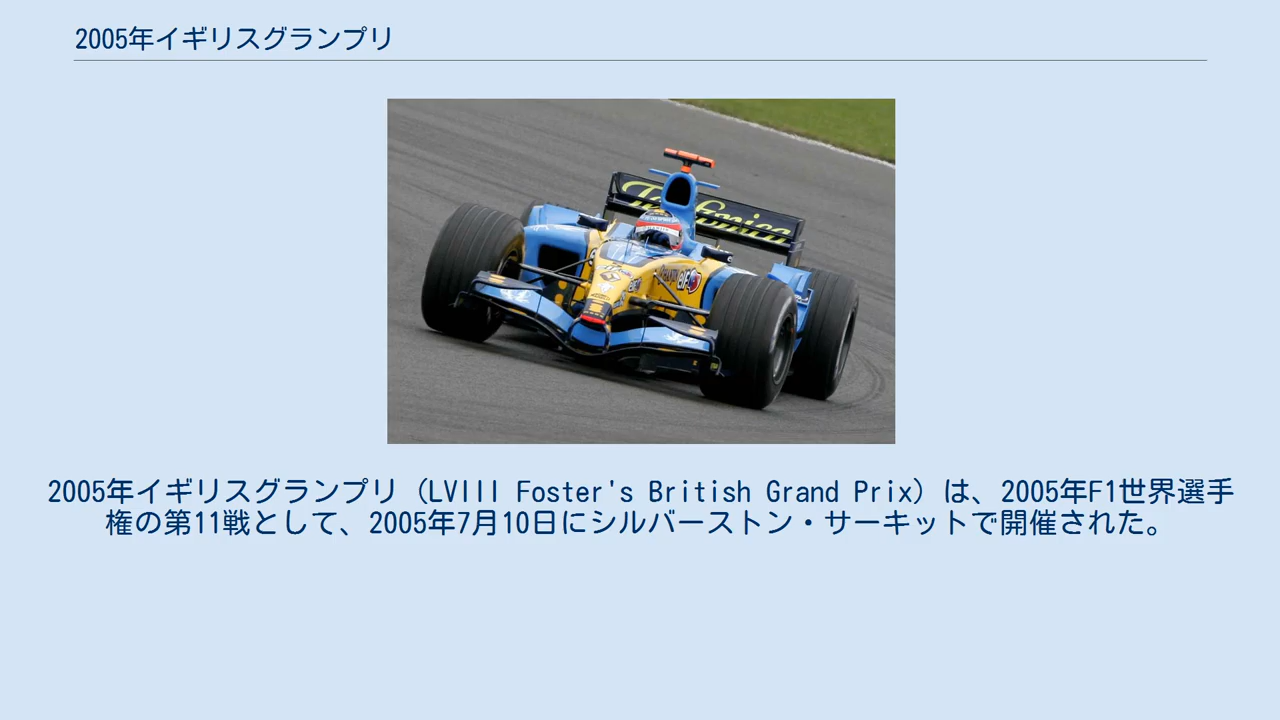 2005年イギリスグランプリ
Telefonica
elf
2005年イギリスグランプリ（LVIII Foster's British Grand Prix）は、2005年F1世界選手
権の第11戦として、2005年7月10日にシルバーストン・サーキットで開催された。